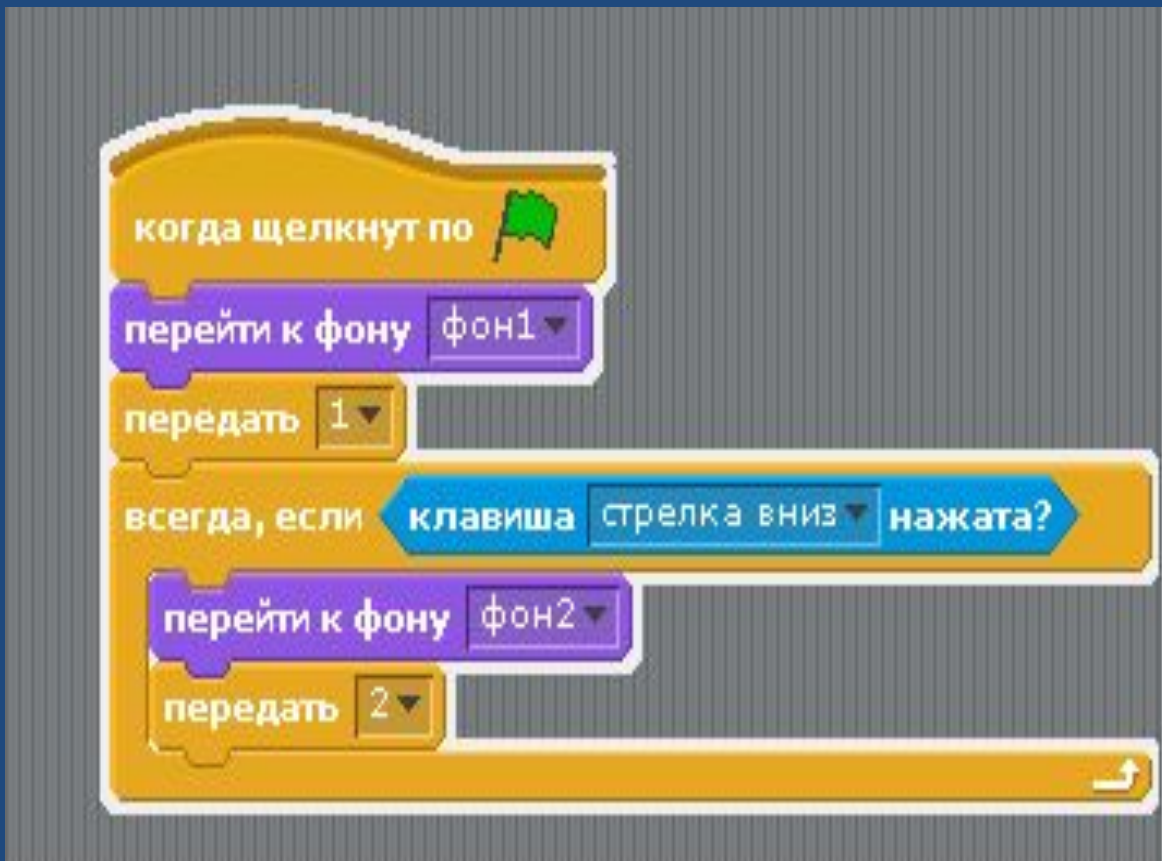 когда щелкнут по
перейти к фону фон1
передать 1
всегда, если клавиша стрелка вниз нажата?
перейти к фону фон2
передать 2